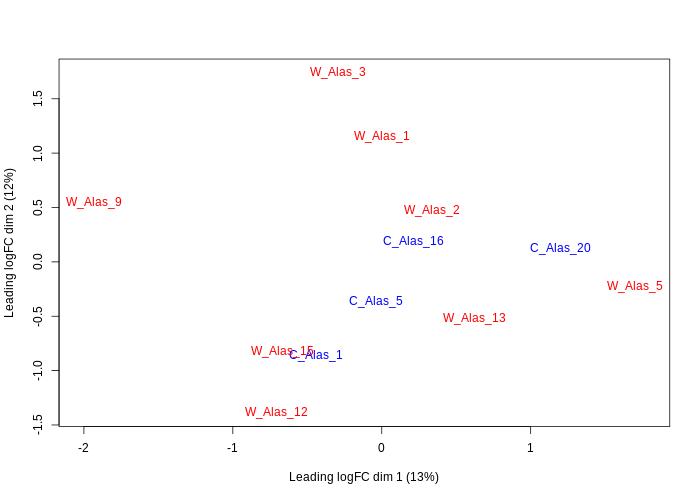 W_Alas_3
1.5
W_Alas_1
1.0
W_Alas_9
0.5
W_Alas_2
C_Alas_16
C_Alas_20
0.0
W_Alas_5
C_Alas_5
W_Alas_13
-0.5
W_Alas_15
C_Alas_1
-1.0
W_Alas_12
-1.5
Leading logFC dim 2 (12%)
-2 -1 0 1
Leading logFC dim 1 (13%)